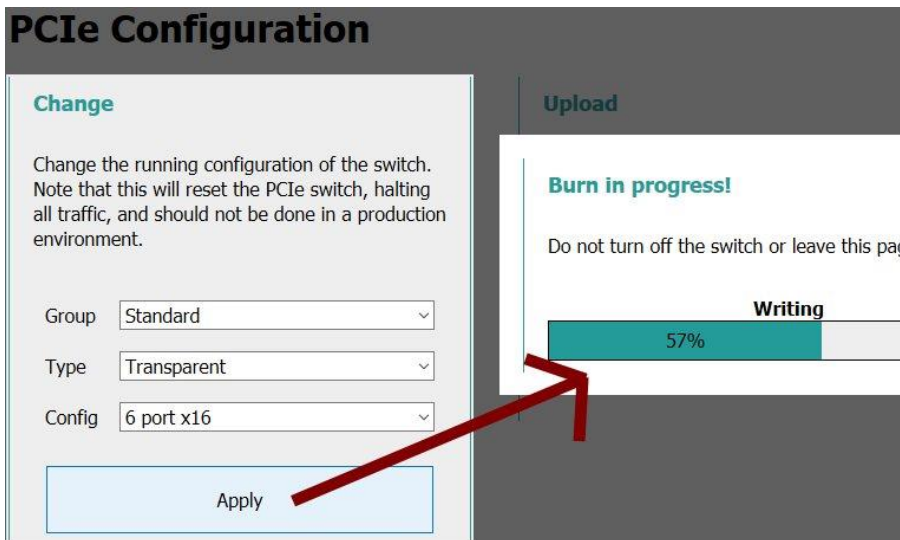 PCIe Configuration
Change
Change the running configuration of the switch.
Note that this will reset the PCIe switch, halting
all traffic, and should not be done in a production
environment.
Group Standard
Type Transparent
Config 6 port x16
Apply
Upload
Burn in progress!
Do not turn off the switch or leave this
Writing
57%